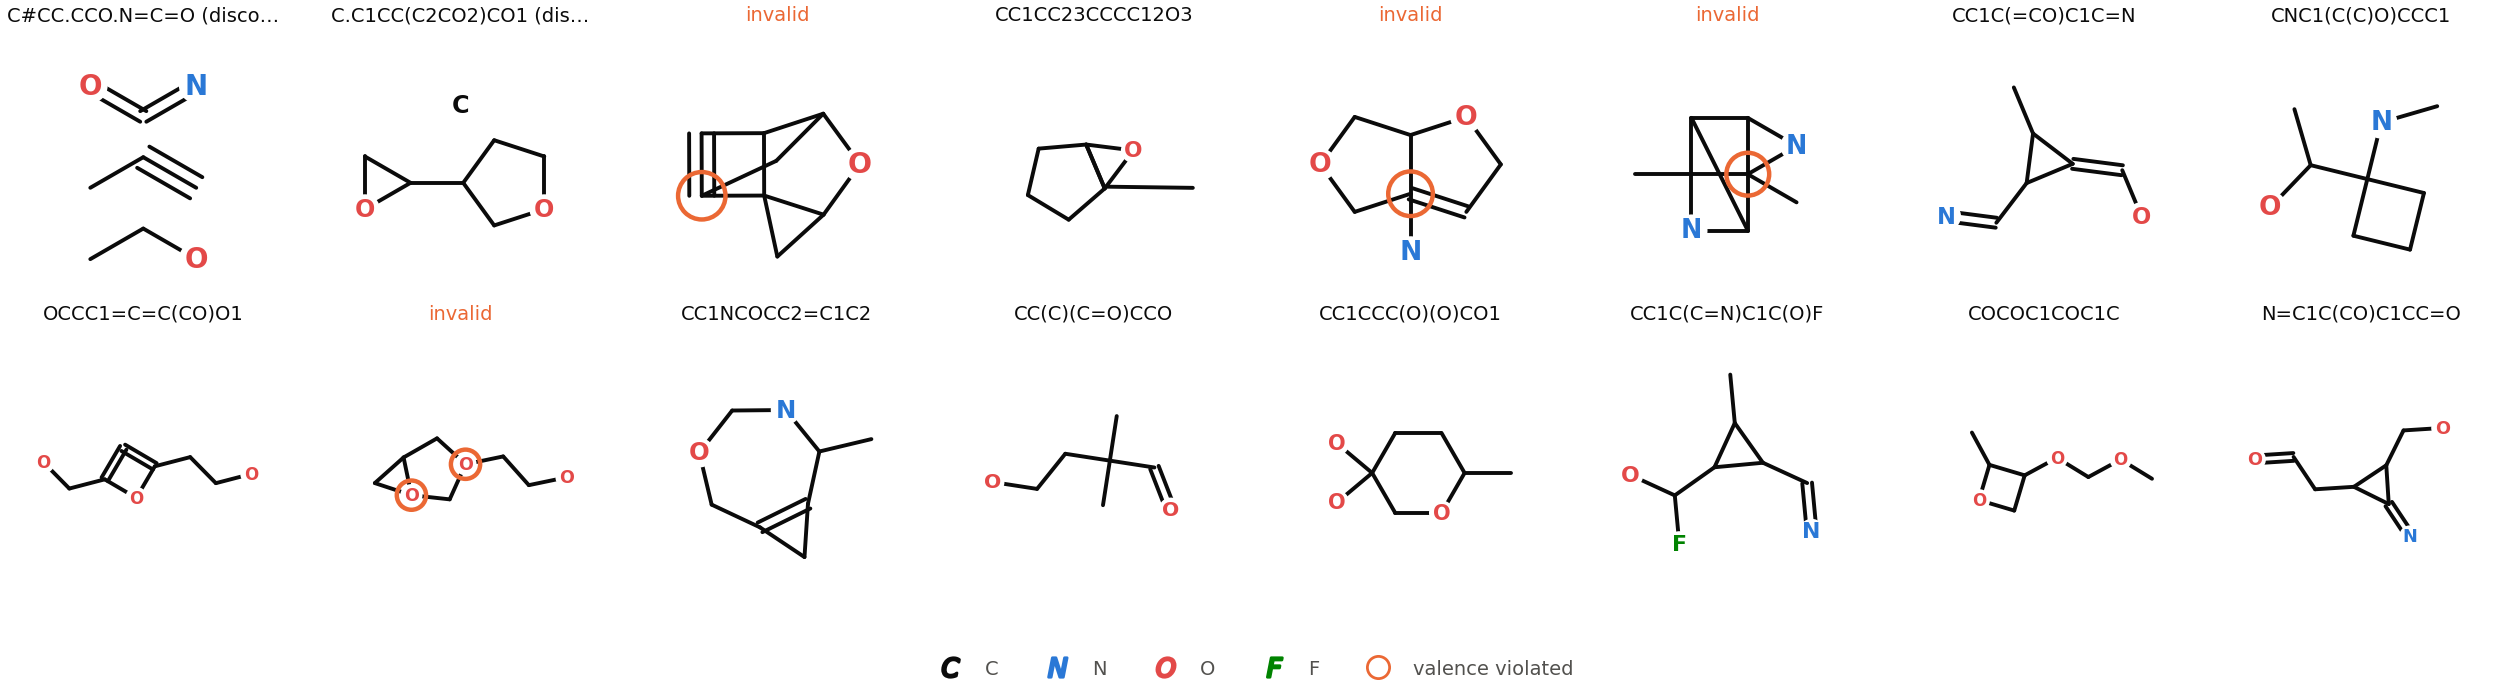 C#CC.CCO.N=C=O (disco... C.C1CC(C2CO2)CO1 (dis... invalid CC1CC23CCCC12O3 invalid invalid CC1C(=CO)C1C=N CNC1(C(C)O)CCC1
O N
C
O
O O
O
O O N
N N
N O
N O
O
OCCC1=C=C(CO)O1 invalid CC1NCOCC2=C1C2 CC(C)(C=O)CCO CC1CCC(O)(O)CO1 CC1C(C=N)C1C(O)F COCOC1COC1C N=C1C(CO)C1CC=O
O O O
O O O
N O
O O
O O O
O F N
O O O
O O N
C C N N O O F F valence violated